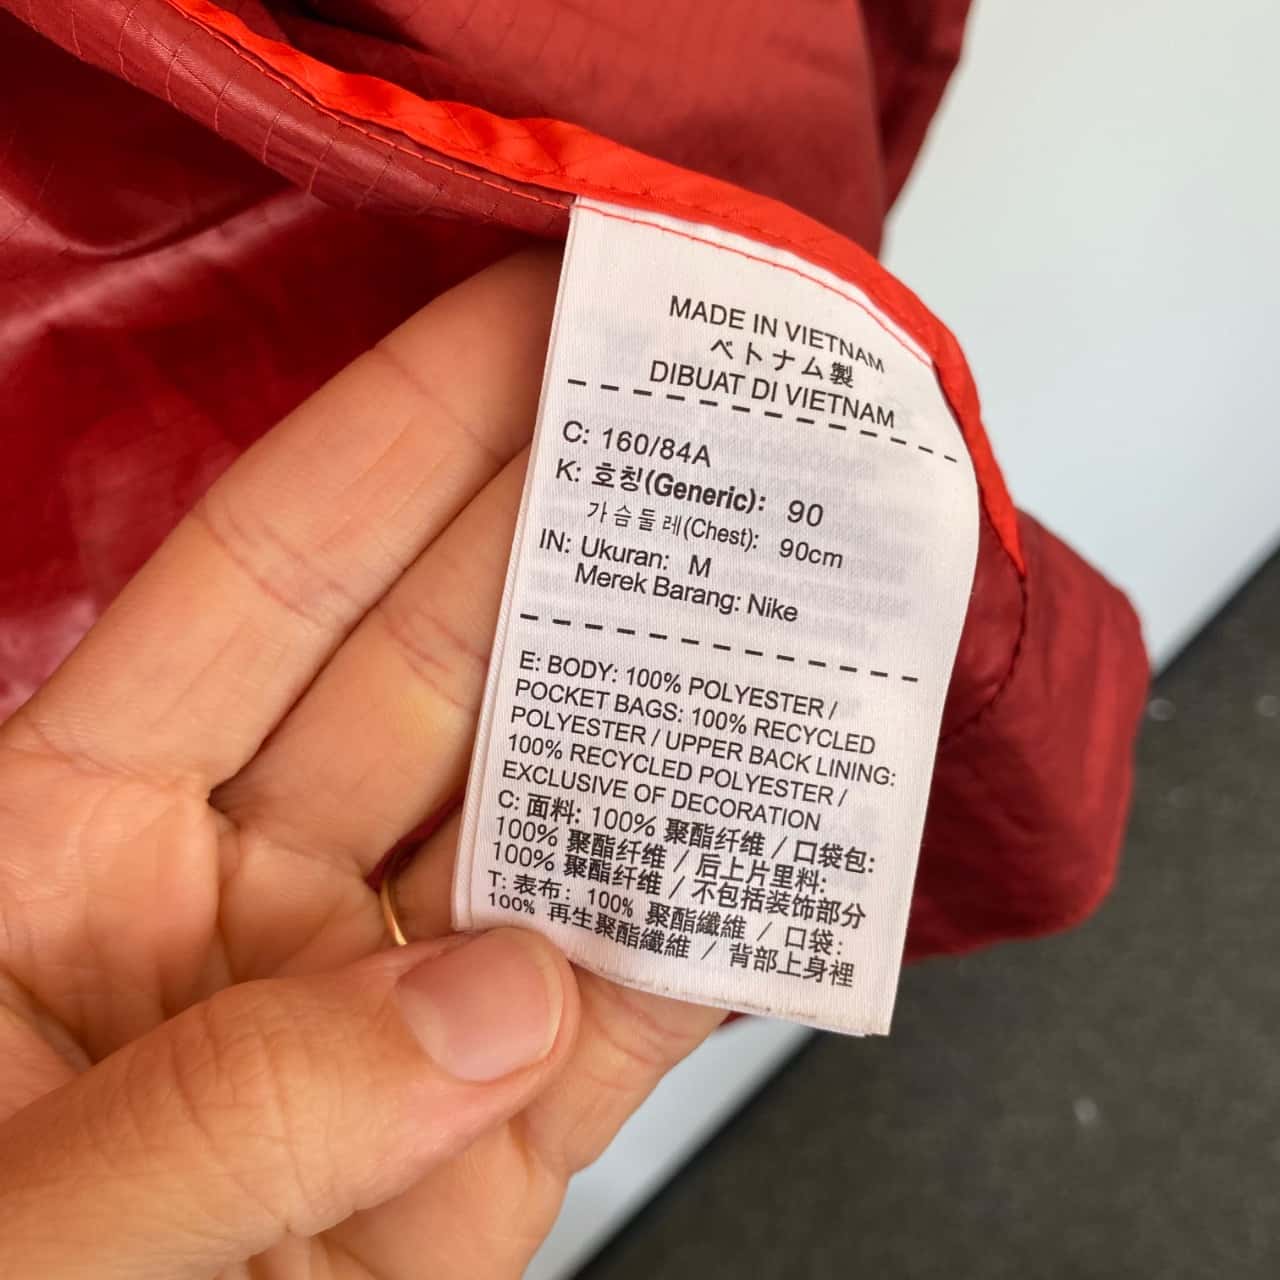 MADE IN VIETNAM
ベトナム製
DIBUAT DI VIETNAM
C: 160/84A
K: 호칭(Generic): 90
가슴둘레(Chest): 90cm
IN: Ukuran: M
Merek Barang: Nike
E: BODY: 100% POLYESTER /
POCKET BAGS: 100% RECYCLED
POLYESTER / UPPER BACK LINING:
100% RECYCLED POLYESTER /
EXCLUSIVE OF DECORATION
C: 面料: 100% 聚酯纤维 / 口袋包:
100% 聚酯纤维 / 后上片里料:
100% 聚酯纤维 / 不包括装饰部分
T: 表布: 100% 聚酯纖維 / 口袋:
100% 再生聚酯纖維 / 背部上身裡